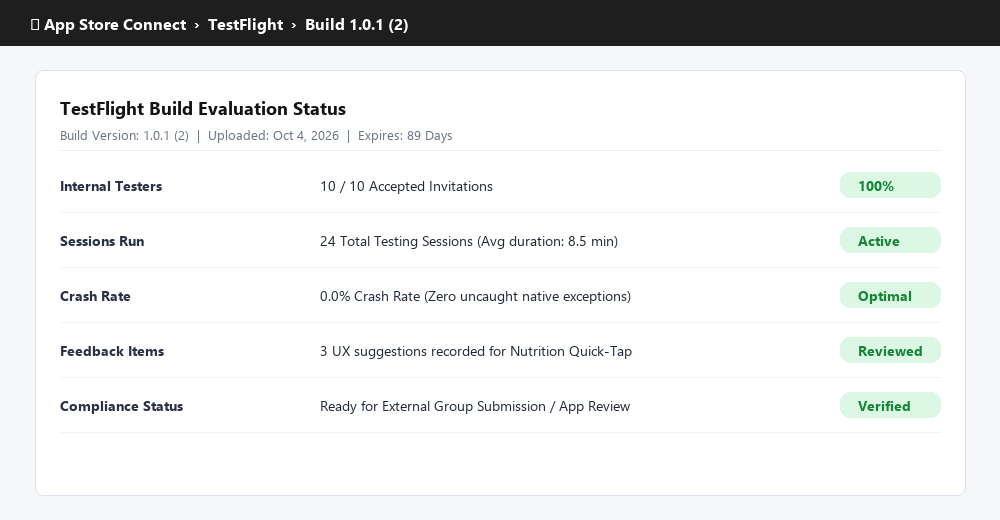 App Store Connect › TestFlight › Build 1.0.1 (2)
TestFlight Build Evaluation Status
Build Version: 1.0.1 (2) | Uploaded: Oct 4, 2026 | Expires: 89 Days
Internal Testers 10 / 10 Accepted Invitations 100%
Sessions Run 24 Total Testing Sessions (Avg duration: 8.5 min) Active
Crash Rate 0.0% Crash Rate (Zero uncaught native exceptions) Optimal
Feedback Items 3 UX suggestions recorded for Nutrition Quick-Tap Reviewed
Compliance Status Ready for External Group Submission / App Review Verified